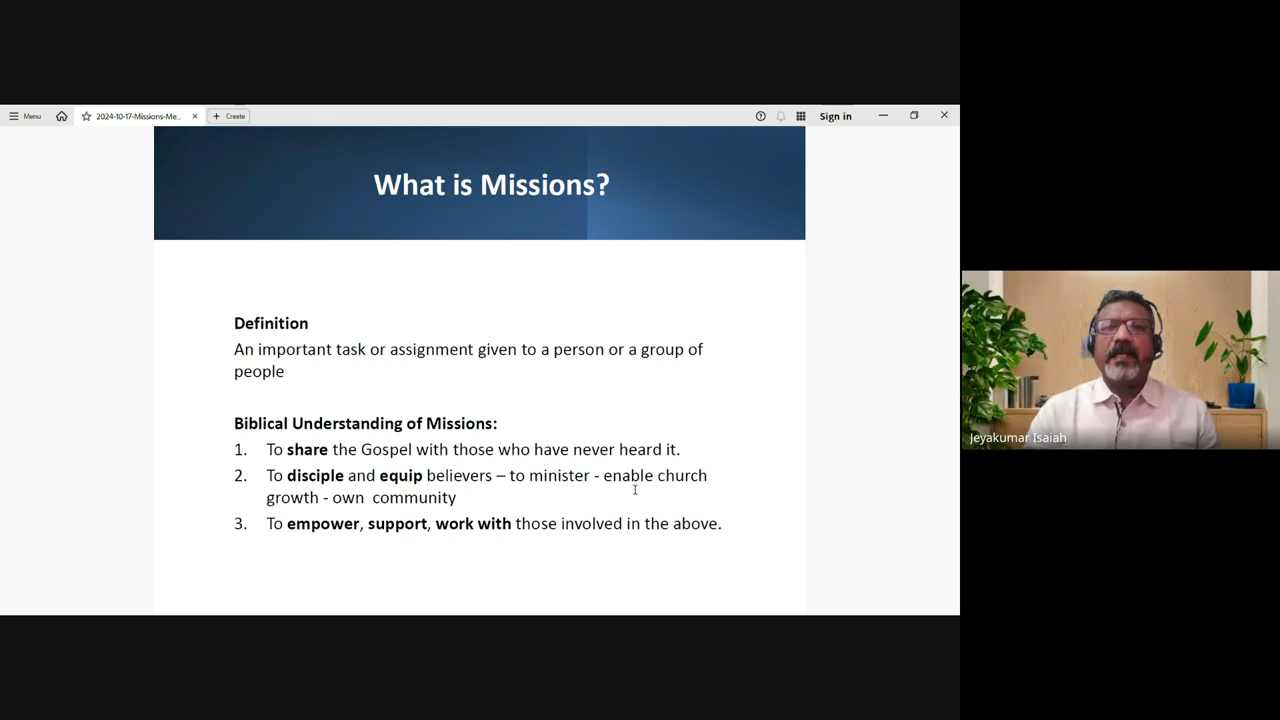 Menu
2024-10-17-Missions-Me...
Create
Sign in
What is Missions?
Definition
An important task or assignment given to a person or a group of
people
Biblical Understanding of Missions:
1. To share the Gospel with those who have never heard it.
2. To disciple and equip believers – to minister - enable church
growth - own community
3. To empower, support, work with those involved in the above.
Jeyakumar Isaiah